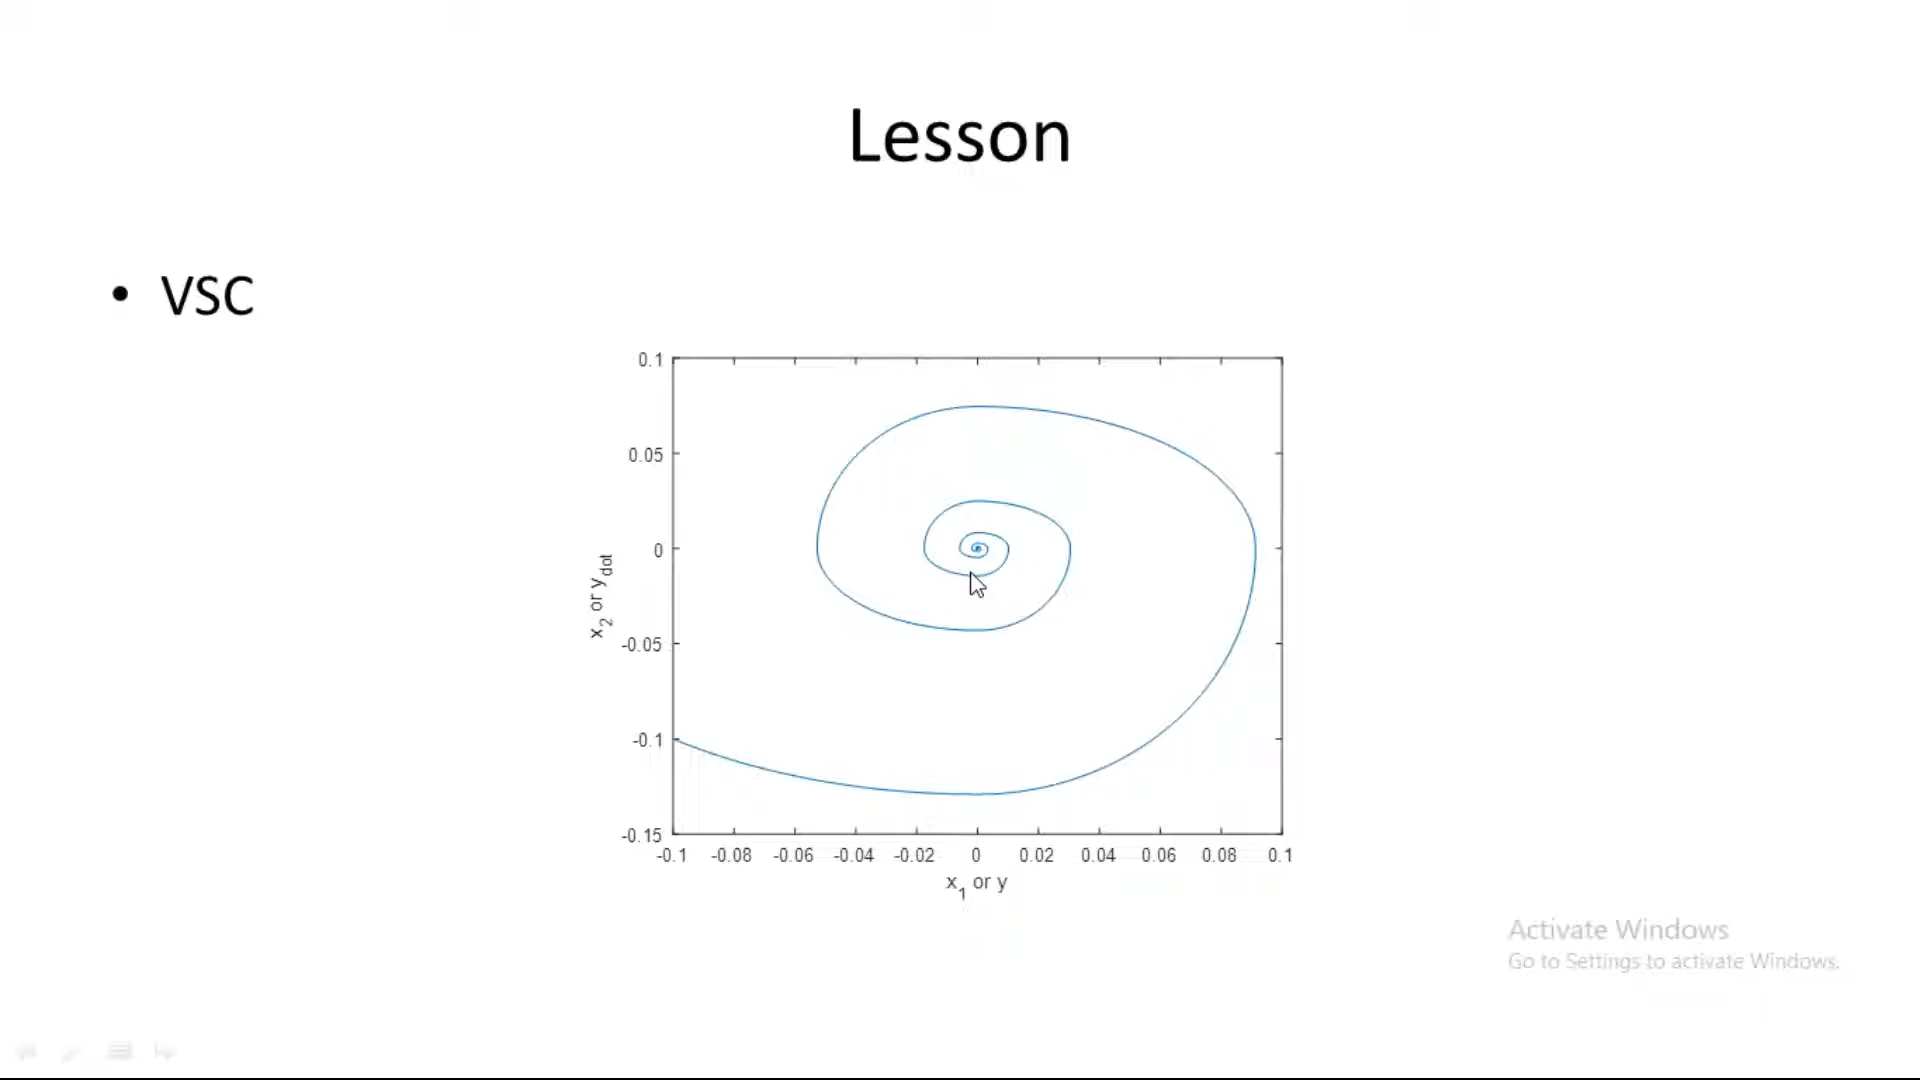 Lesson
• VSC
0.1
0.05
0
-0.05
-0.1
-0.15
x2 or ydot
-0.1 -0.08 -0.06 -0.04 -0.02 0 0.02 0.04 0.06 0.08 0.1
x1 or y
Activate Windows
Go to Settings to activate Windows.